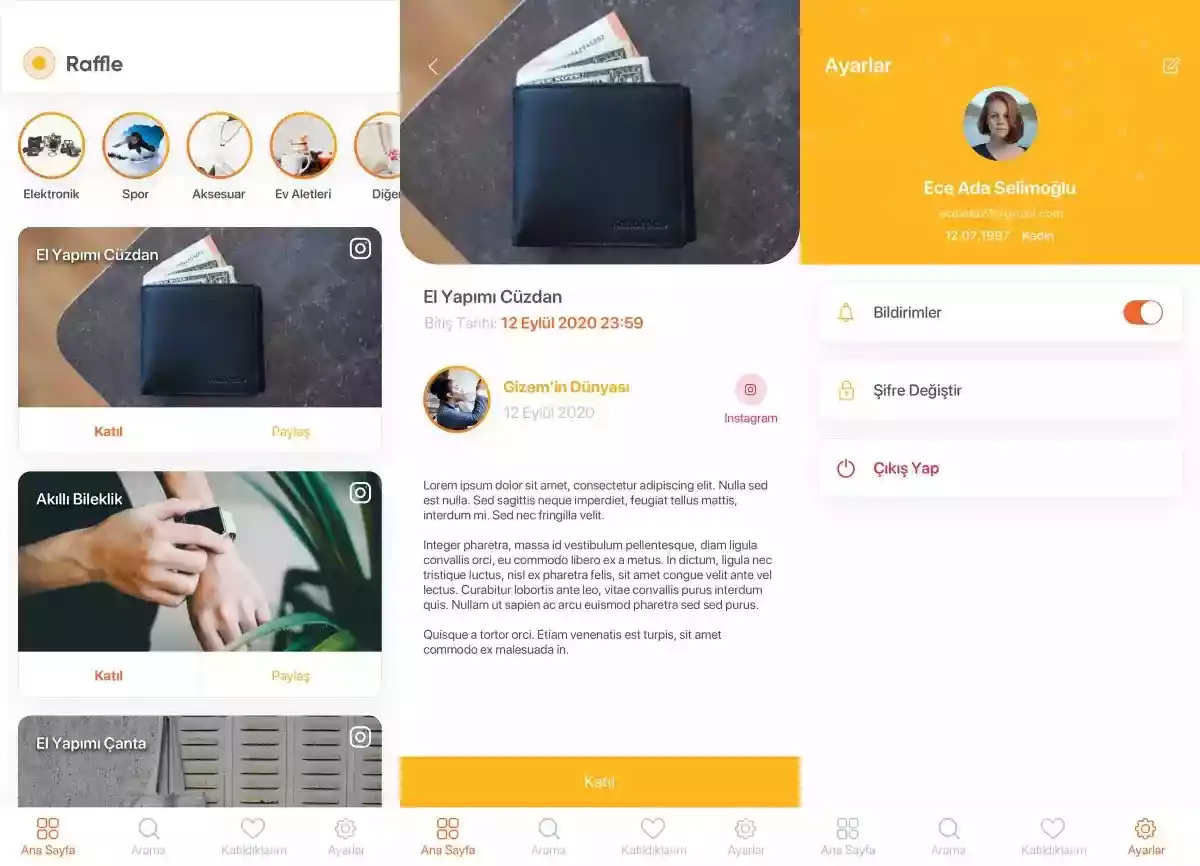 Raffle
Elektronik
Spor
Aksesuar
Ev Aletleri
Diğer
El Yapımı Cüzdan
Katıl
Paylaş
Akıllı Bileklik
Katıl
Paylaş
El Yapımı Çanta
Ana Sayfa
Arama
Katıldıklarım
Ayarlar
El Yapımı Cüzdan
Bitiş Tarihi: 12 Eylül 2020 23:59
Gizem'in Dünyası
12 Eylül 2020
Instagram
Lorem ipsum dolor sit amet, consectetur adipiscing elit. Nulla sed
est nulla. Sed sagittis neque imperdiet, feugiat tellus mattis,
interdum mi. Sed nec fringilla velit.
Integer pharetra, massa id vestibulum pellentesque, diam ligula
convallis orci, eu commodo libero ex a metus. In dictum, ligula nec
tristique luctus, nisl ex pharetra felis, sit amet congue velit ante vel
lectus. Curabitur lobortis ante leo, vitae convallis purus interdum
quis. Nullam ut sapien ac arcu euismod pharetra sed sed purus.
Quisque a tortor orci. Etiam venenatis est turpis, sit amet
commodo ex malesuada in.
Katıl
Ana Sayfa
Arama
Katıldıklarım
Ayarlar
Ayarlar
Ece Ada Selimoğlu
12.07.1997 Kadın
Bildirimler
Şifre Değiştir
Çıkış Yap
Ana Sayfa
Arama
Katıldıklarım
Ayarlar